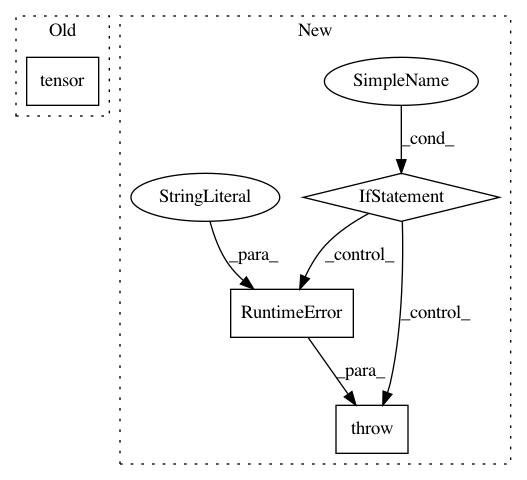 Old
New
tensor
SimpleName
_cond_
StringLiteral
IfStatement
_para_
_control_
RuntimeError
_control_
_para_
throw